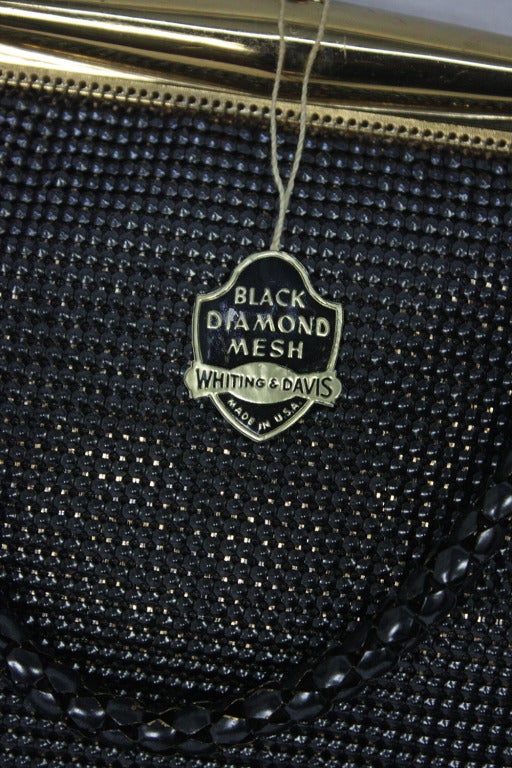 BLACK
DIAMOND
MESH
WHITING & DAVIS
MADE IN U.S.A.